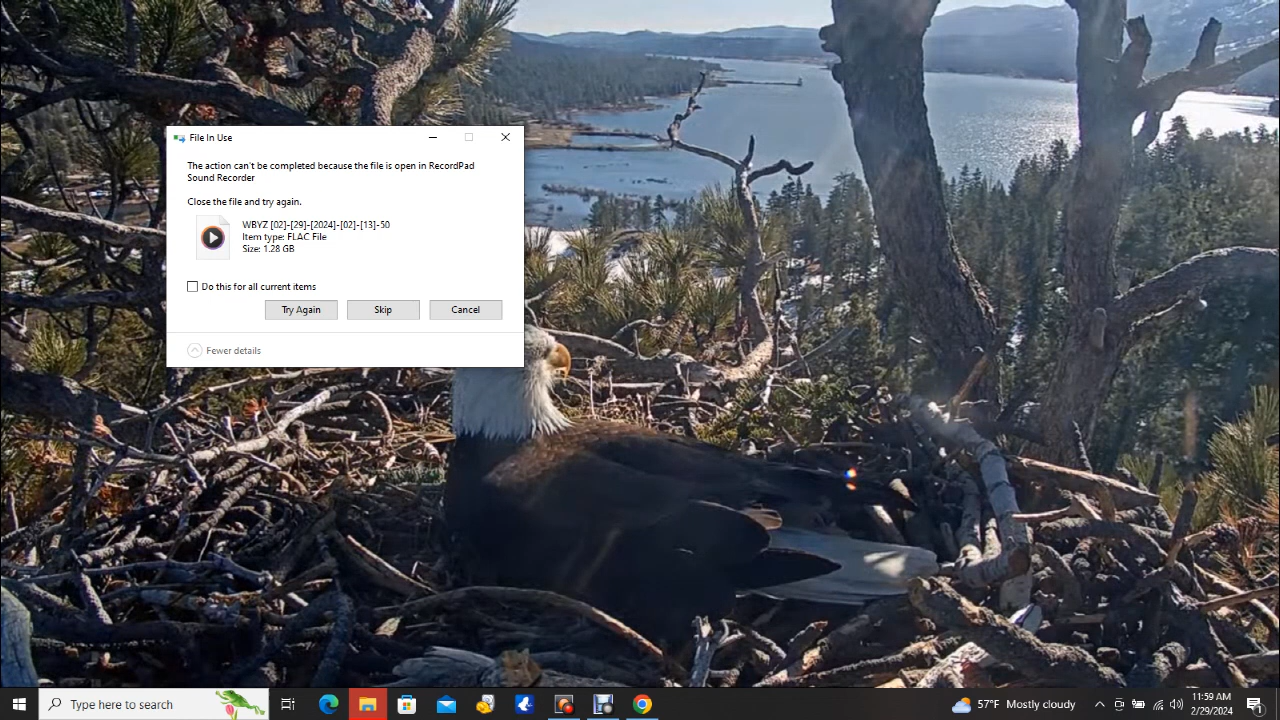 File In Use
The action can't be completed because the file is open in RecordPad
Sound Recorder
Close the file and try again.
WBYZ [02]-[29]-[2024]-[02]-[13]-50
Item type: FLAC File
Size: 1.28 GB
Do this for all current items
Try Again
Skip
Cancel
Fewer details
Type here to search
57°F Mostly cloudy
11:59 AM
2/29/2024
1